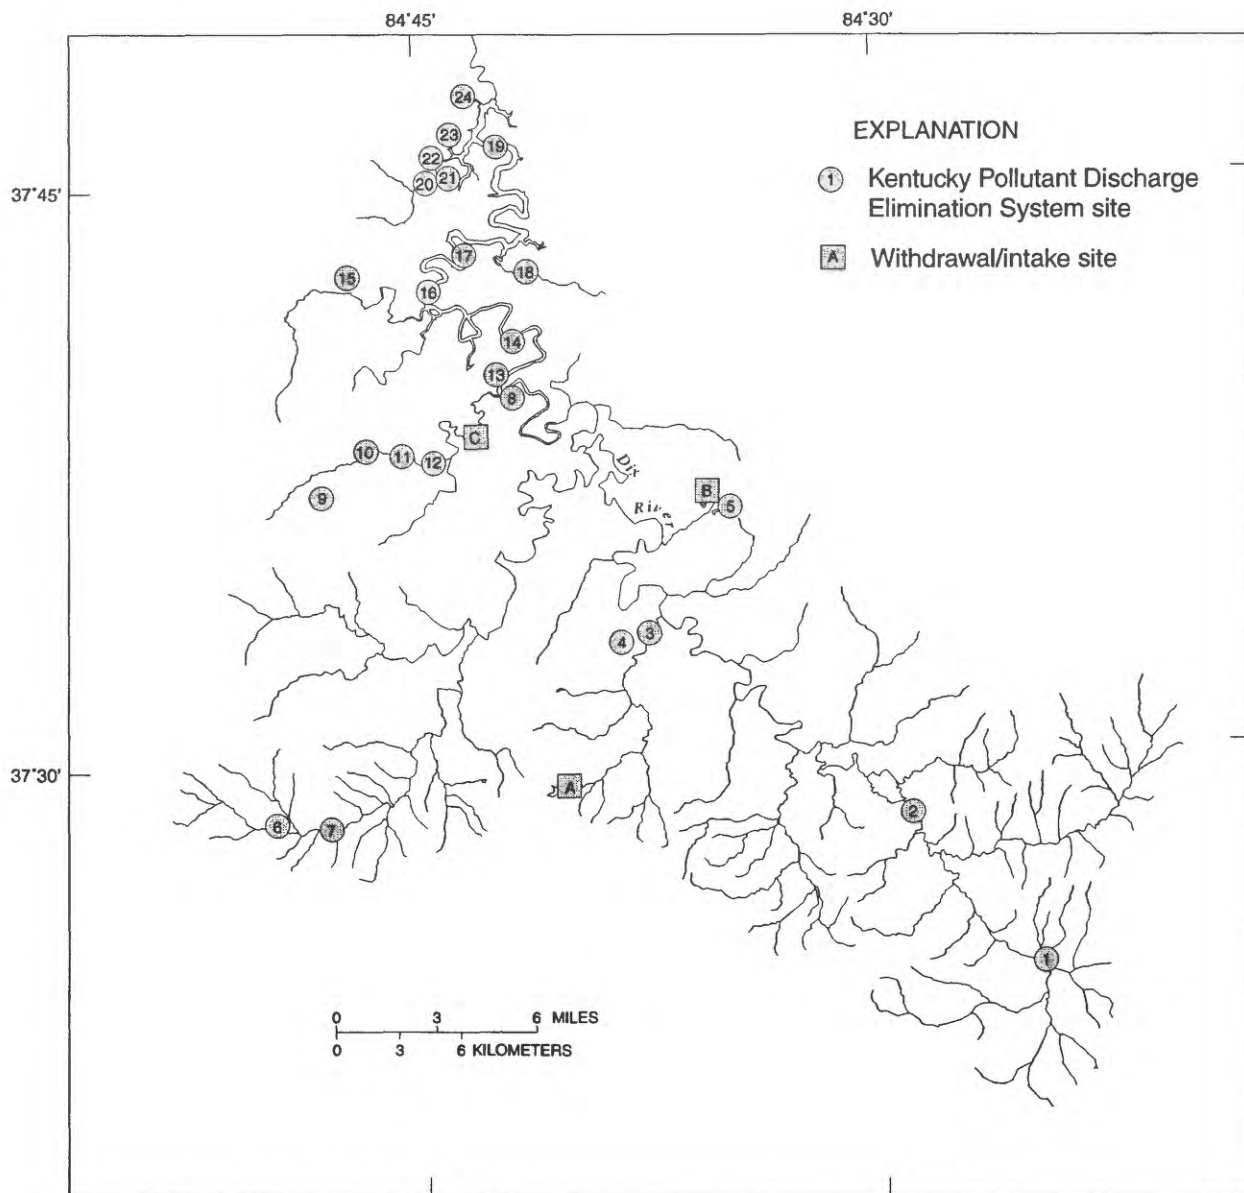 84°45'
84°30'
37°45'
37°30'
EXPLANATION
1 Kentucky Pollutant Discharge
Elimination System site
A Withdrawal/intake site
24
23
19
22
21
20
17
18
15
16
14
13
8
C
10
11
12
9
Dix
River
B
5
4
3
A
6
7
2
1
0 3 6 MILES
0 3 6 KILOMETERS